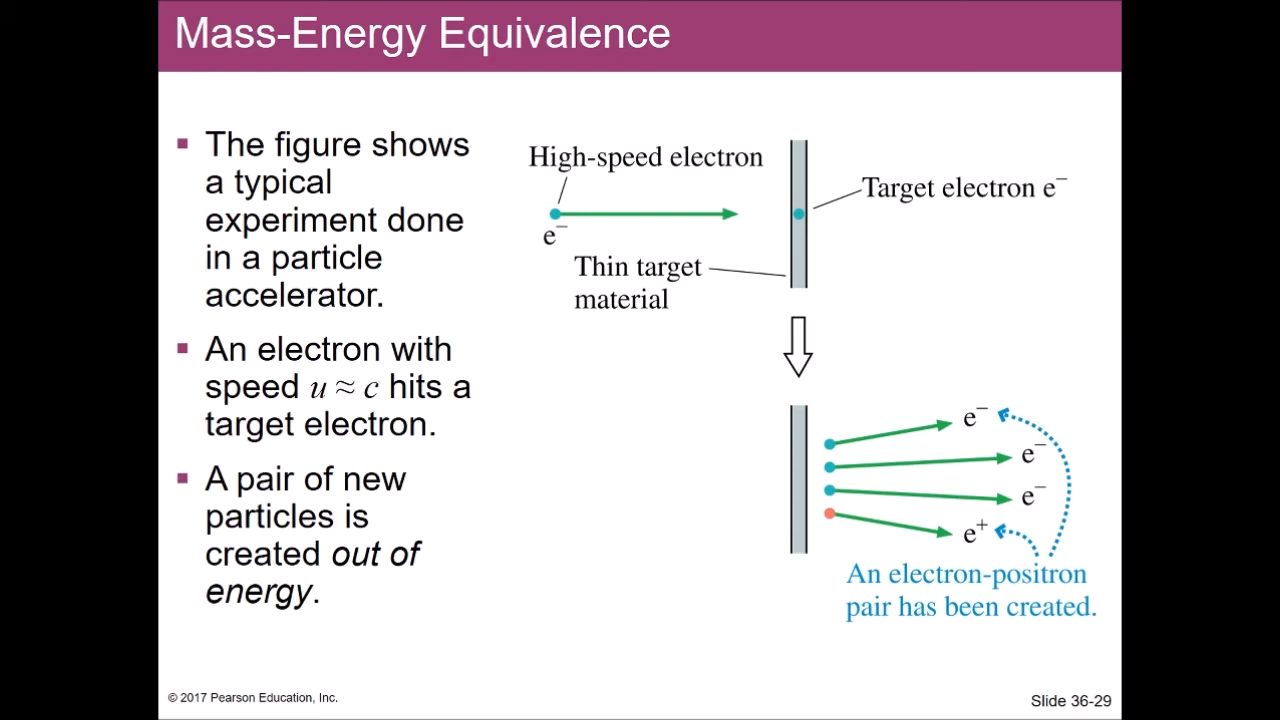 Mass-Energy Equivalence
▪ The figure shows
a typical
experiment done
in a particle
accelerator.
▪ An electron with
speed u ≈ c hits a
target electron.
▪ A pair of new
particles is
created out of
energy.
High-speed electron
e⁻
Thin target
material
Target electron e⁻
e⁻
e⁻
e⁻
e⁺
An electron-positron
pair has been created.
© 2017 Pearson Education, Inc.
Slide 36-29